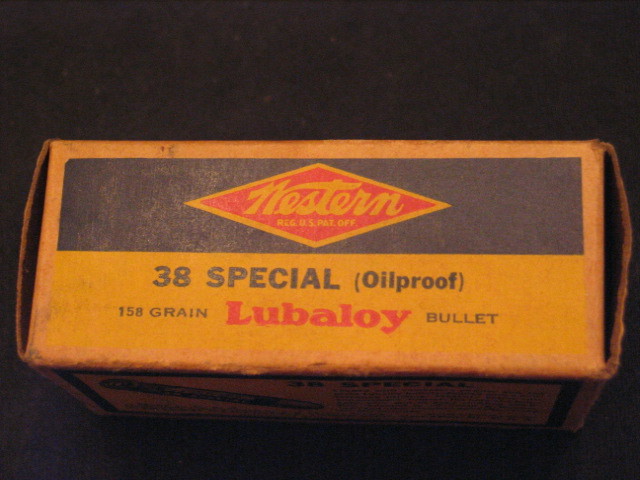 Western
REG. U.S. PAT. OFF.
38 SPECIAL (Oilproof)
158 GRAIN Lubaloy BULLET
38 SPECIAL